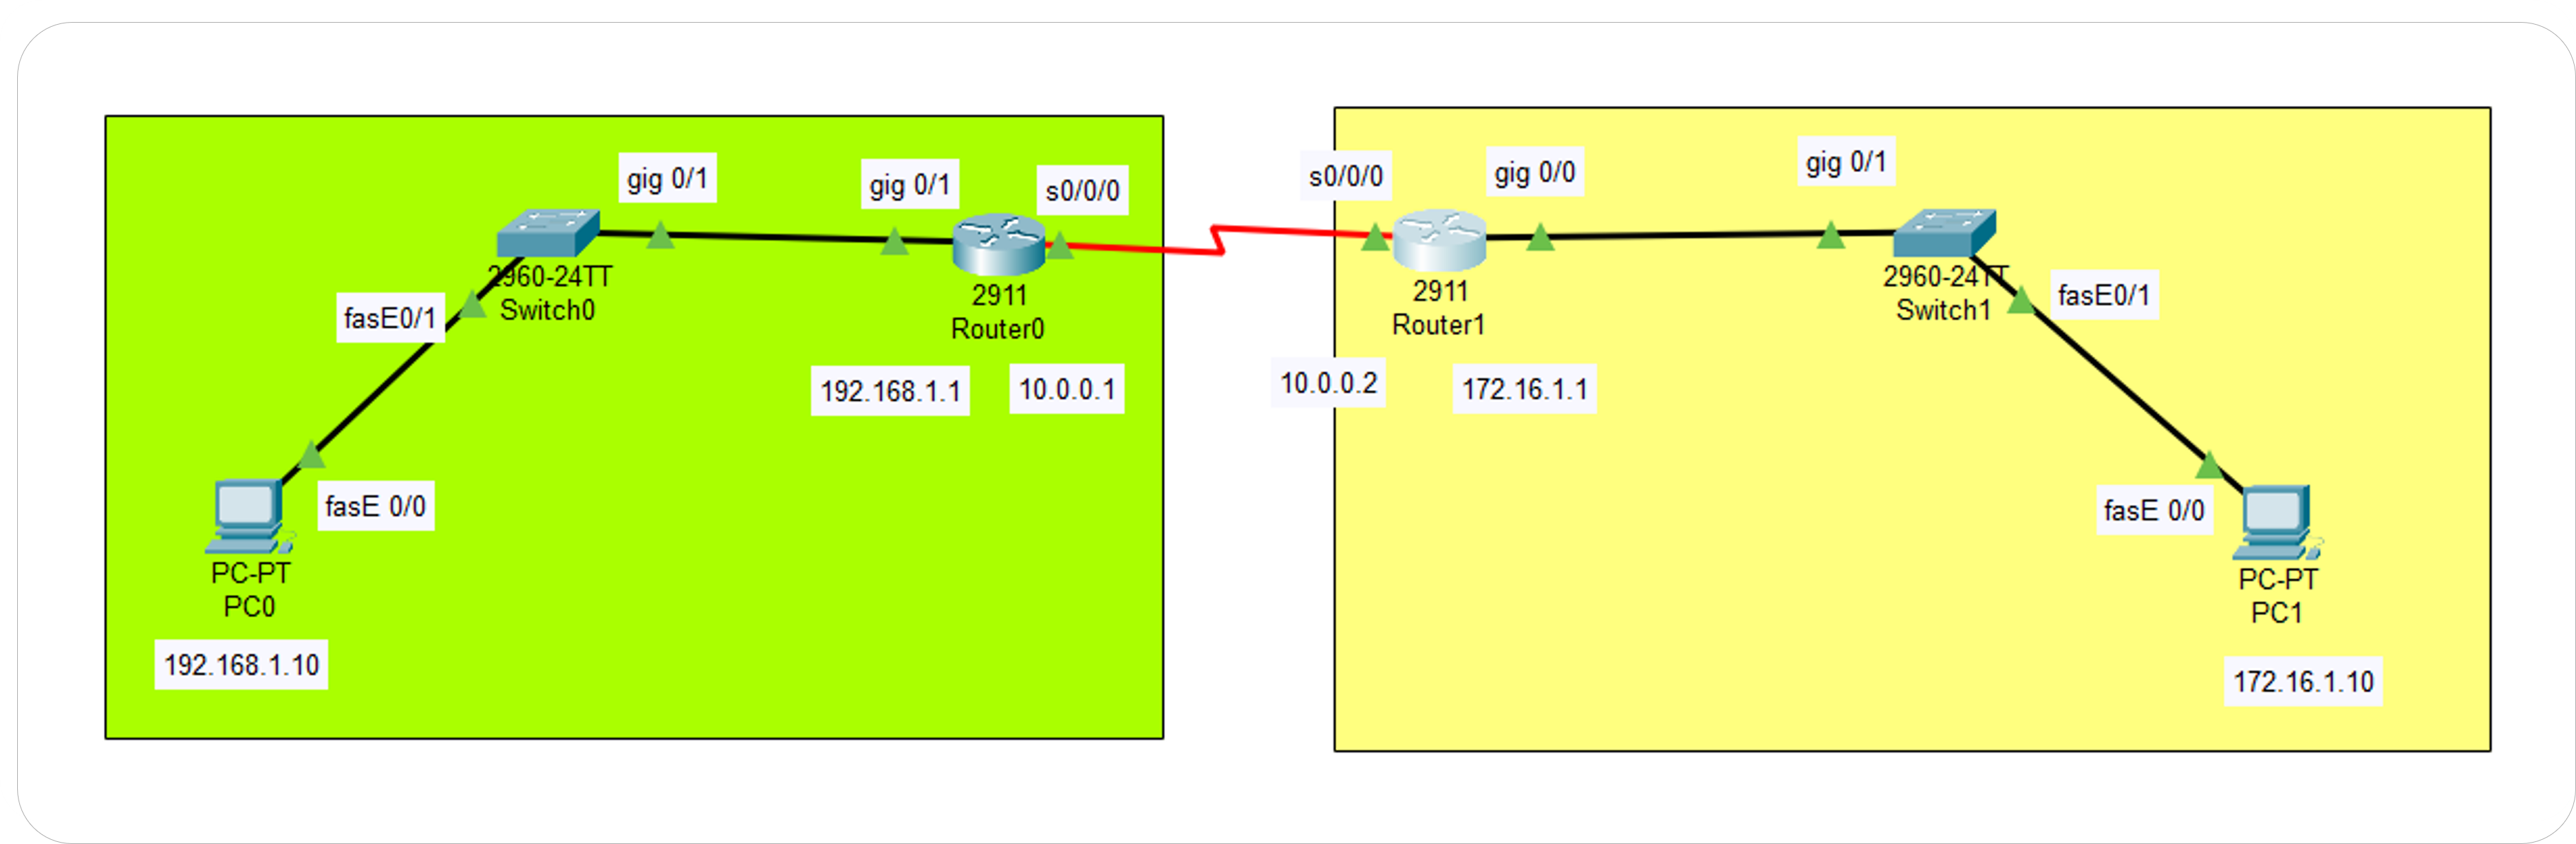 gig 0/1
gig 0/1
s0/0/0
2960-24TT
Switch0
fasE0/1
2911
Router0
192.168.1.1
10.0.0.1
fasE 0/0
PC-PT
PC0
192.168.1.10
s0/0/0
gig 0/0
gig 0/1
2911
Router1
2960-24TT
Switch1
fasE0/1
10.0.0.2
172.16.1.1
fasE 0/0
PC-PT
PC1
172.16.1.10